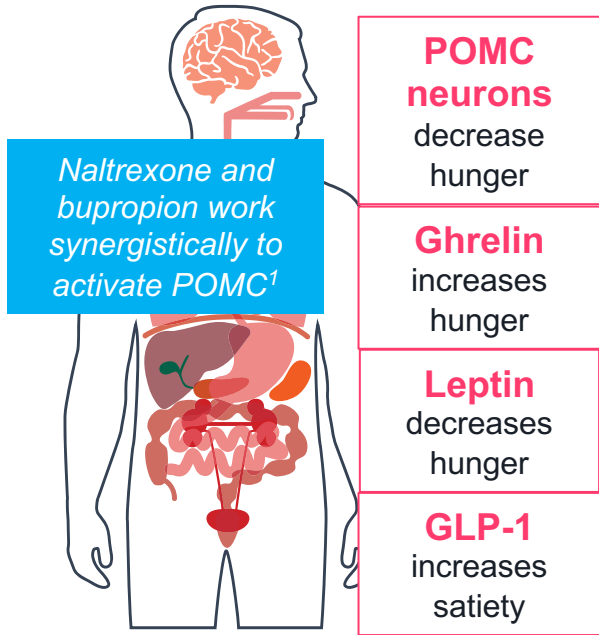 Naltrexone and
bupropion work
synergistically to
activate POMC1
POMC
neurons
decrease
hunger
Ghrelin
increases
hunger
Leptin
decreases
hunger
GLP-1
increases
satiety